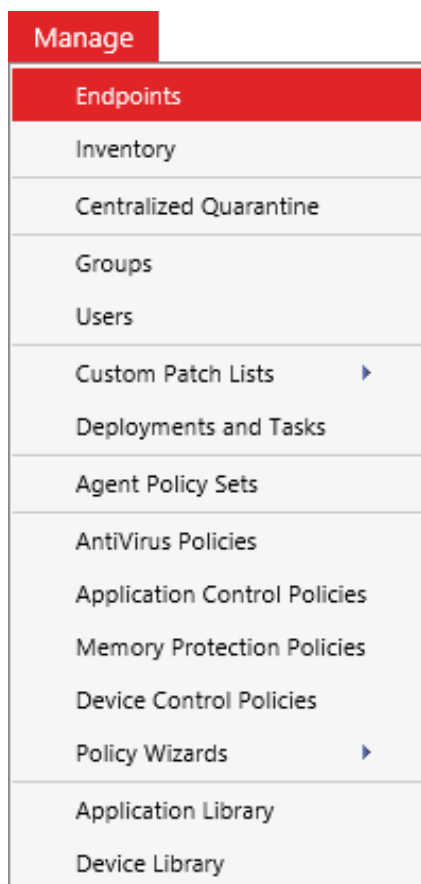 Manage
Endpoints
Inventory
Centralized Quarantine
Groups
Users
Custom Patch Lists
Deployments and Tasks
Agent Policy Sets
AntiVirus Policies
Application Control Policies
Memory Protection Policies
Device Control Policies
Policy Wizards
Application Library
Device Library